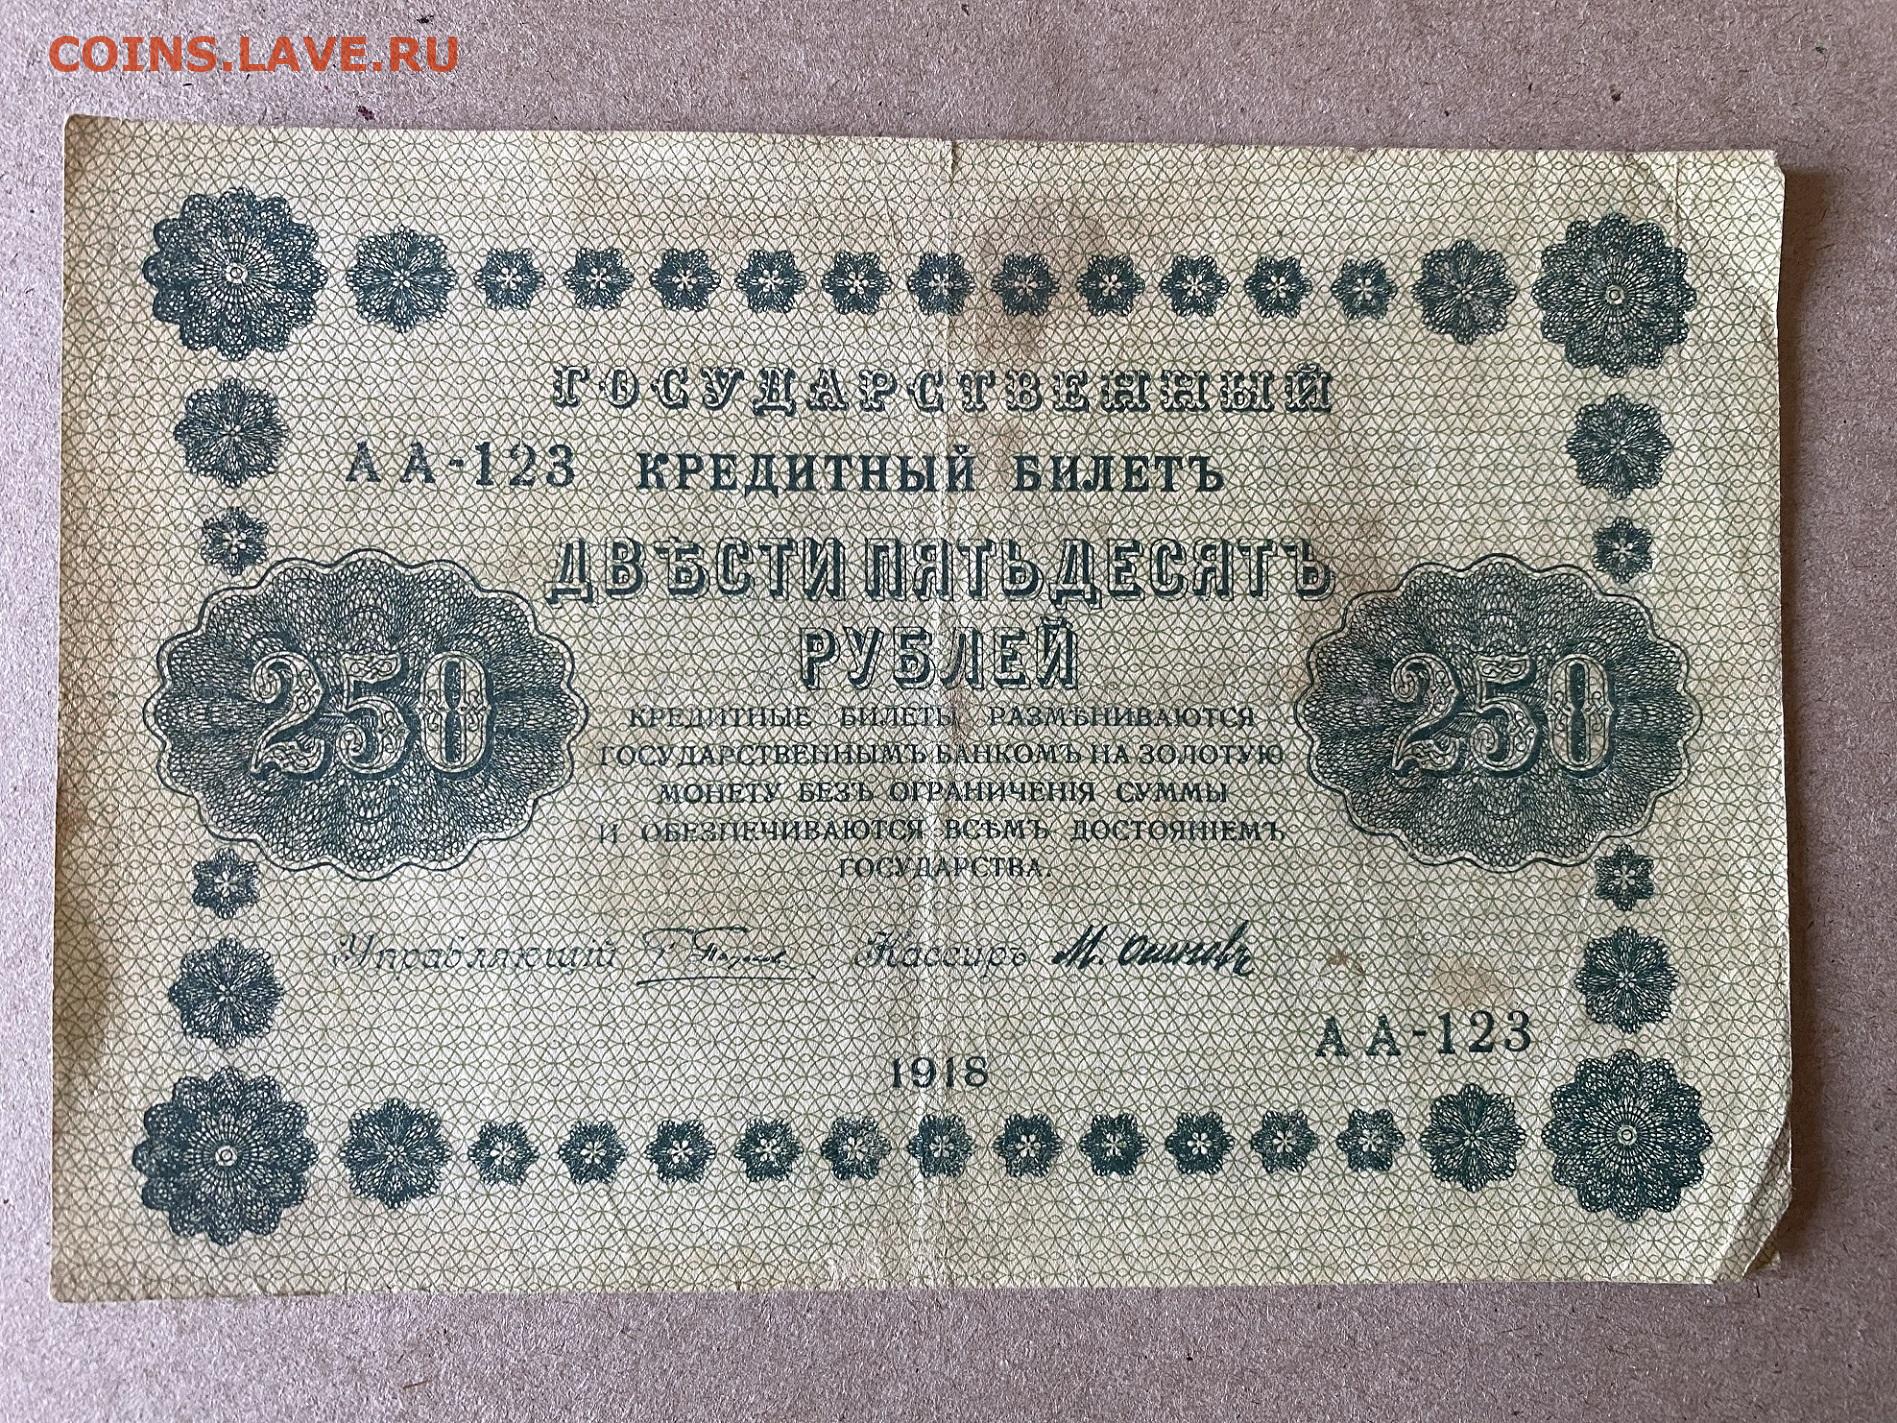 COINS.LAVE.RU
ГОСУДАРСТВЕННЫЙ
АА-123 КРЕДИТНЫЙ БИЛЕТЪ
ДВѢСТИ ПЯТЬДЕСЯТЪ
РУБЛЕЙ
250 250
КРЕДИТНЫЕ БИЛЕТЫ РАЗМѢНИВАЮТСЯ
ГОСУДАРСТВЕННЫМЪ БАНКОМЪ НА ЗОЛОТУЮ
МОНЕТУ БЕЗЪ ОГРАНИЧЕНІЯ СУММЫ
И ОБЕЗПЕЧИВАЮТСЯ ВСѢМЪ ДОСТОЯНІЕМЪ
ГОСУДАРСТВА.
Управляющій Кассиръ М. Осиповъ
АА-123
1918